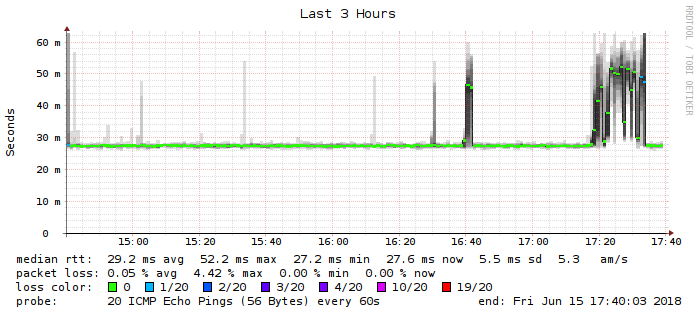 Last 3 Hours
RRDTOOL / TOBI OETIKER
Seconds
60 m
50 m
40 m
30 m
20 m
10 m
0
15:00 15:20 15:40 16:00 16:20 16:40 17:00 17:20 17:40
median rtt: 29.2 ms avg 52.2 ms max 27.2 ms min 27.6 ms now 5.5 ms sd 5.3 am/s
packet loss: 0.05 % avg 4.42 % max 0.00 % min 0.00 % now
loss color: 0 1/20 2/20 3/20 4/20 10/20 19/20
probe: 20 ICMP Echo Pings (56 Bytes) every 60s end: Fri Jun 15 17:40:03 2018